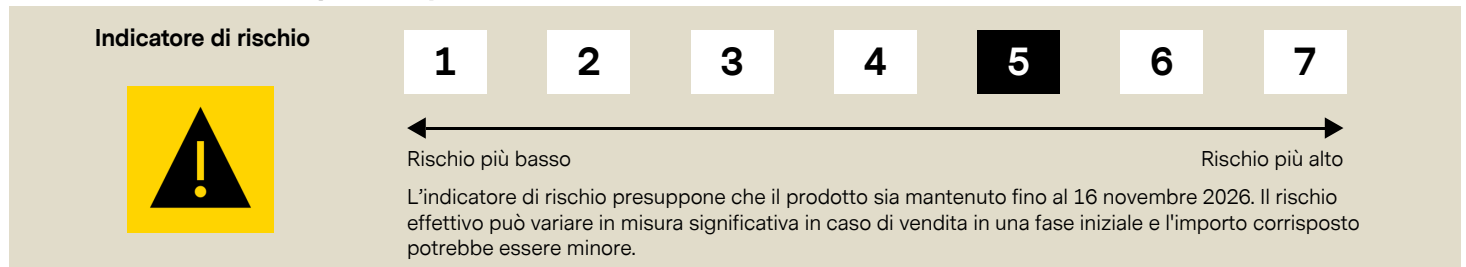 Indicatore di rischio
1 2 3 4 5 6 7
Rischio più basso Rischio più alto
L’indicatore di rischio presuppone che il prodotto sia mantenuto fino al 16 novembre 2026. Il rischio
effettivo può variare in misura significativa in caso di vendita in una fase iniziale e l'importo corrisposto
potrebbe essere minore.